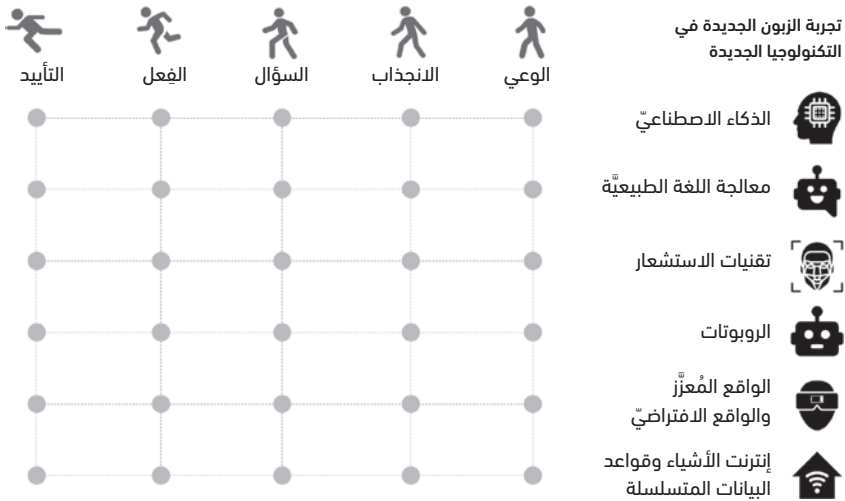 تجربة الزبون الجديدة في
التكنولوجيا الجديدة
الوعي
الانجذاب
السؤال
الفِعل
التأييد
الذكاء الاصطناعيّ
معالجة اللغة الطبيعيَّة
تقنيات الاستشعار
الروبوتات
الواقع المُعزَّز
والواقع الافتراضيّ
إنترنت الأشياء وقواعد
البيانات المتسلسلة